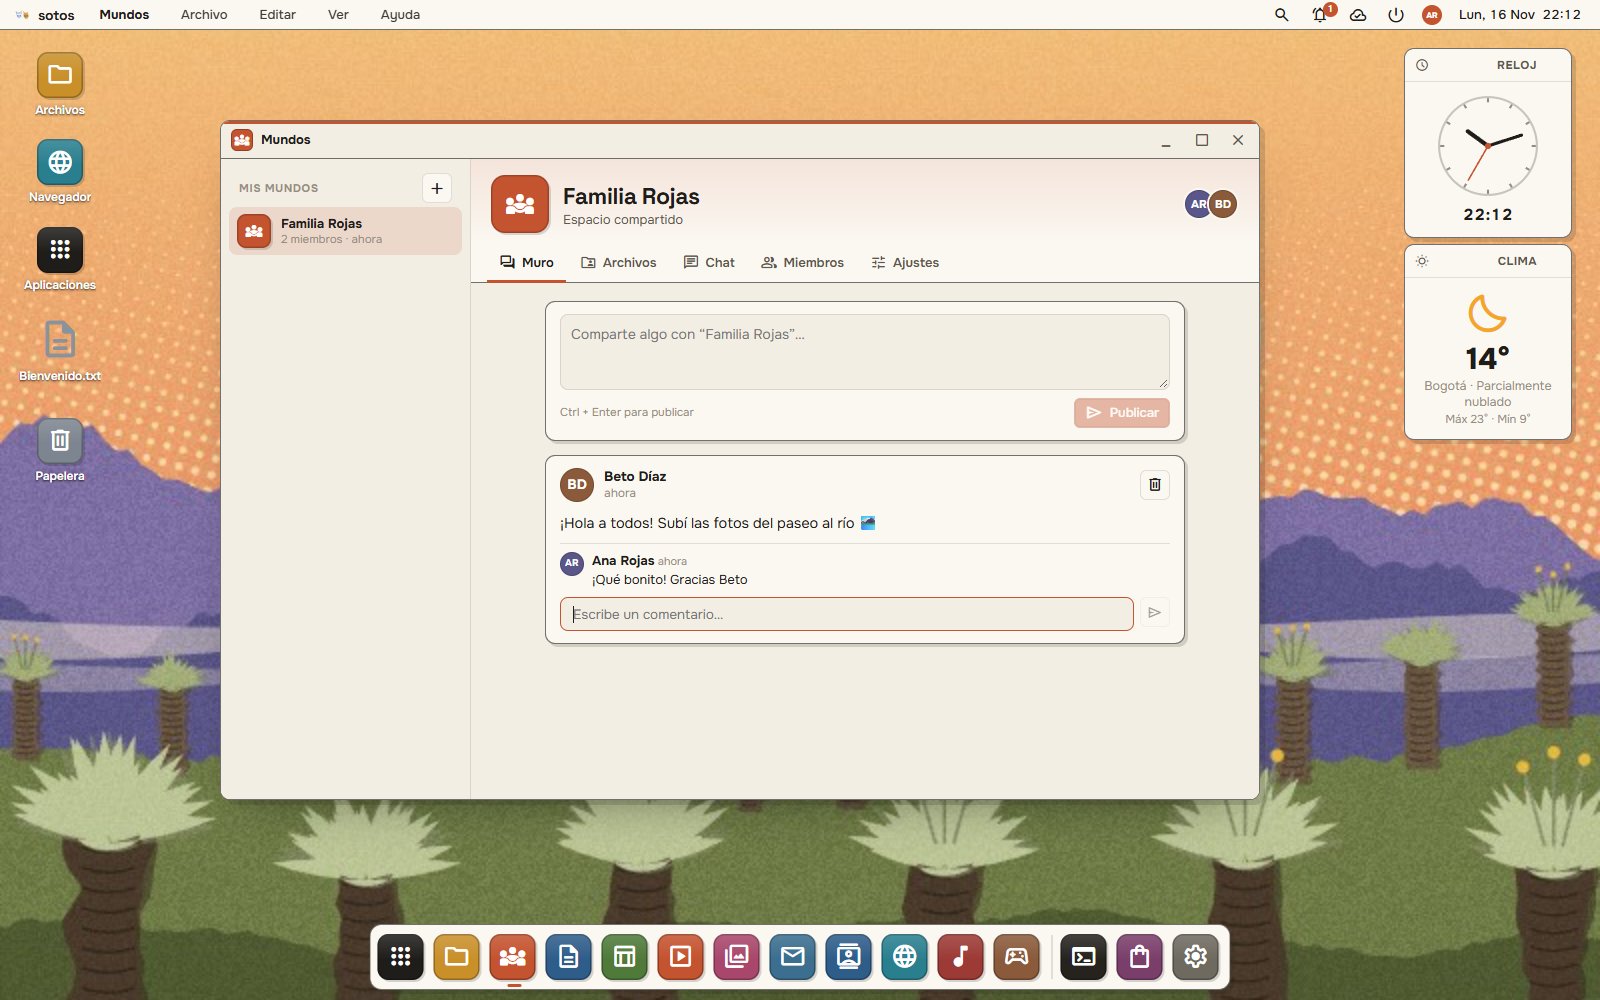 sotos Mundos Archivo Editar Ver Ayuda
1 AR Lun, 16 Nov 22:12
Archivos
Navegador
Aplicaciones
Bienvenido.txt
Papelera
Mundos
MIS MUNDOS
Familia Rojas
2 miembros · ahora
Familia Rojas
Espacio compartido
AR BD
Muro Archivos Chat Miembros Ajustes
Comparte algo con “Familia Rojas”…
Ctrl + Enter para publicar
Publicar
BD Beto Díaz
ahora
¡Hola a todos! Subí las fotos del paseo al río
AR Ana Rojas ahora
¡Qué bonito! Gracias Beto
Escribe un comentario…
RELOJ
22:12
CLIMA
14°
Bogotá · Parcialmente
nublado
Máx 23° · Mín 9°